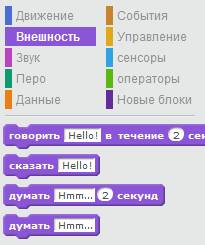 Движение События
Внешность Управление
Звук сенсоры
Перо операторы
Данные Новые блоки
говорить Hello! в течение 2
сказать Hello!
думать Hmm... 2 секунд
думать Hmm...